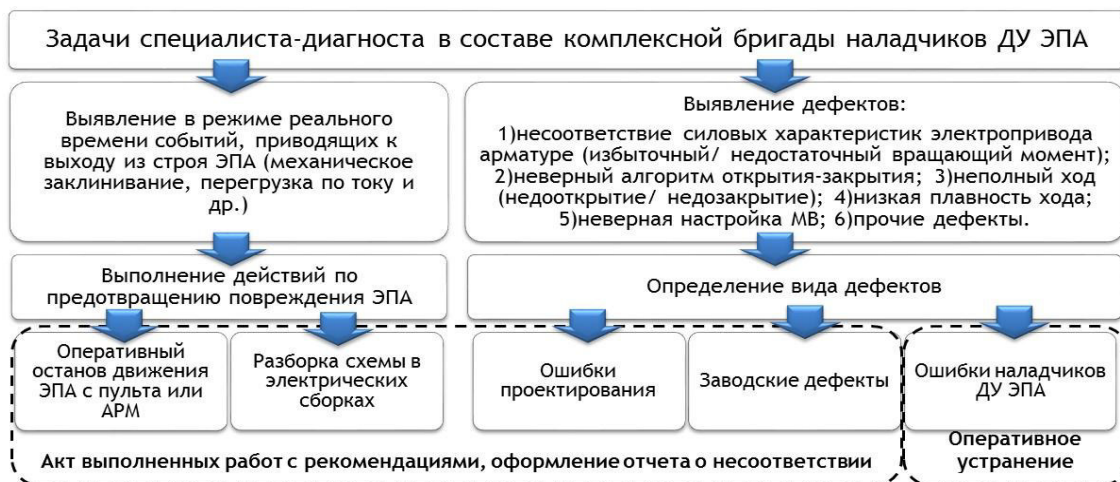 Задачи специалиста-диагноста в составе комплексной бригады наладчиков ДУ ЭПА
Выявление в режиме реального
времени событий, приводящих к
выходу из строя ЭПА (механическое
заклинивание, перегрузка по току и
др.)
Выявление дефектов:
1)несоответствие силовых характеристик электропривода
арматуре (избыточный/ недостаточный вращающий момент);
2)неверный алгоритм открытия-закрытия; 3)неполный ход
(недооткрытие/ недозакрытие); 4)низкая плавность хода;
5)неверная настройка МВ; 6)прочие дефекты.
Выполнение действий по
предотвращению повреждения ЭПА
Определение вида дефектов
Оперативный
останов движения
ЭПА с пульта или
АРМ
Разборка схемы в
электрических
сборках
Ошибки
проектирования
Заводские дефекты
Ошибки наладчиков
ДУ ЭПА
Акт выполненных работ с рекомендациями, оформление отчета о несоответствии
Оперативное
устранение